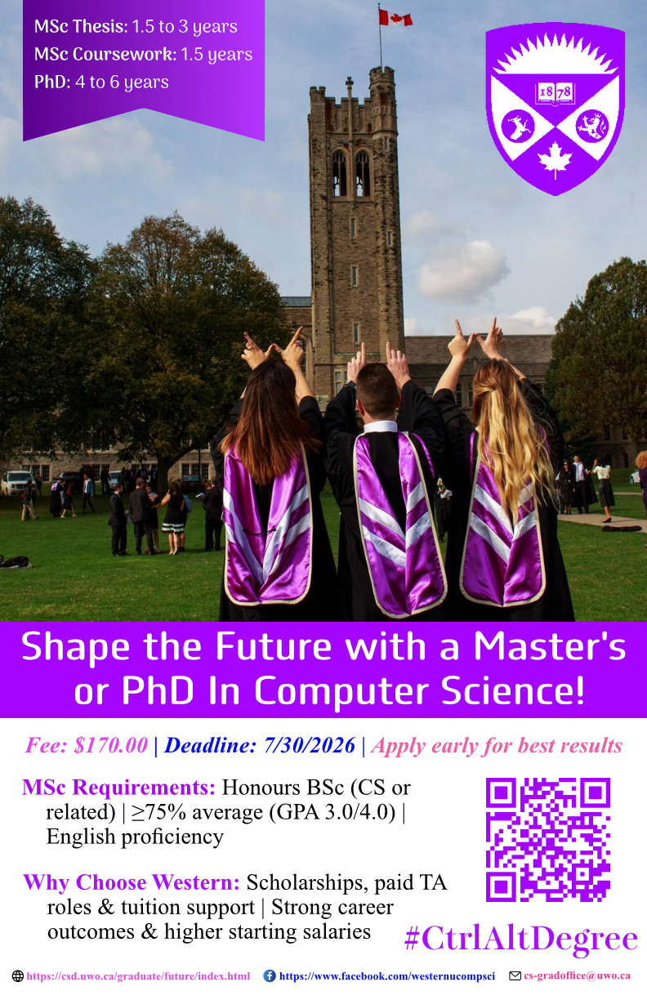 MSc Thesis: 1.5 to 3 years
MSc Coursework: 1.5 years
PhD: 4 to 6 years
18 78
Shape the Future with a Master's
or PhD In Computer Science!
Fee: $170.00 | Deadline: 7/30/2026 | Apply early for best results
MSc Requirements: Honours BSc (CS or
related) | ≥75% average (GPA 3.0/4.0) |
English proficiency
Why Choose Western: Scholarships, paid TA
roles & tuition support | Strong career
outcomes & higher starting salaries
#CtrlAltDegree
https://csd.uwo.ca/graduate/future/index.html
https://www.facebook.com/westernucompsci
cs-gradoffice@uwo.ca